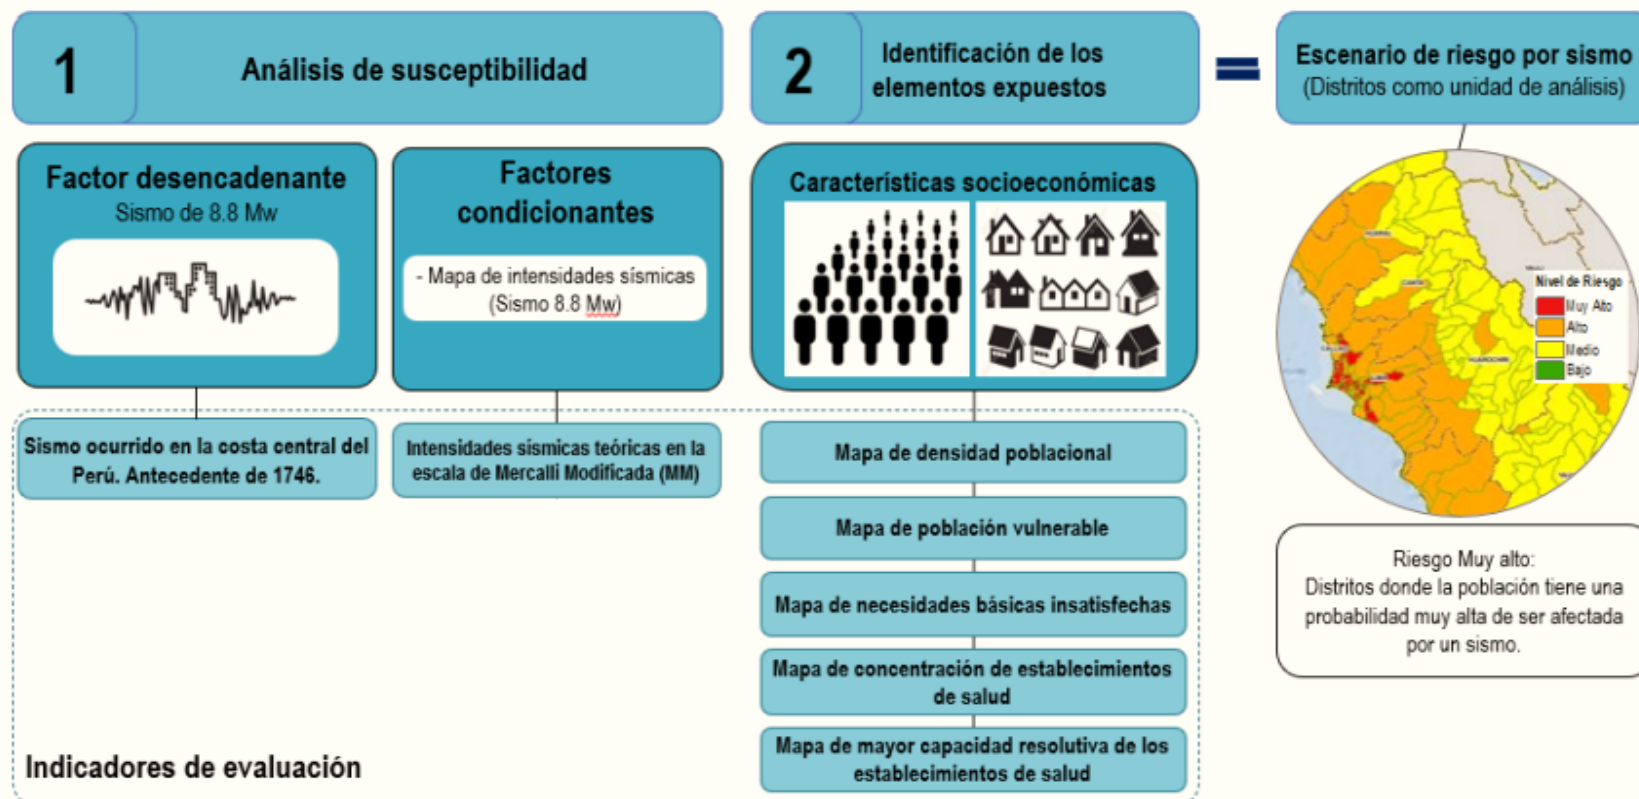 1
Análisis de susceptibilidad
2
Identificación de los
elementos expuestos
=
Escenario de riesgo por sismo
(Distritos como unidad de análisis)
Factor desencadenante
Sismo de 8.8 Mw
Factores
condicionantes
- Mapa de intensidades sísmicas
(Sismo 8.8 Mw)
Características socioeconómicas
Nivel de Riesgo
Muy Alto
Alto
Medio
Bajo
Sismo ocurrido en la costa central del
Perú. Antecedente de 1746.
Intensidades sísmicas teóricas en la
escala de Mercalli Modificada (MM)
Mapa de densidad poblacional
Mapa de población vulnerable
Mapa de necesidades básicas insatisfechas
Mapa de concentración de establecimientos
de salud
Mapa de mayor capacidad resolutiva de los
establecimientos de salud
Riesgo Muy alto:
Distritos donde la población tiene una
probabilidad muy alta de ser afectada
por un sismo.
Indicadores de evaluación